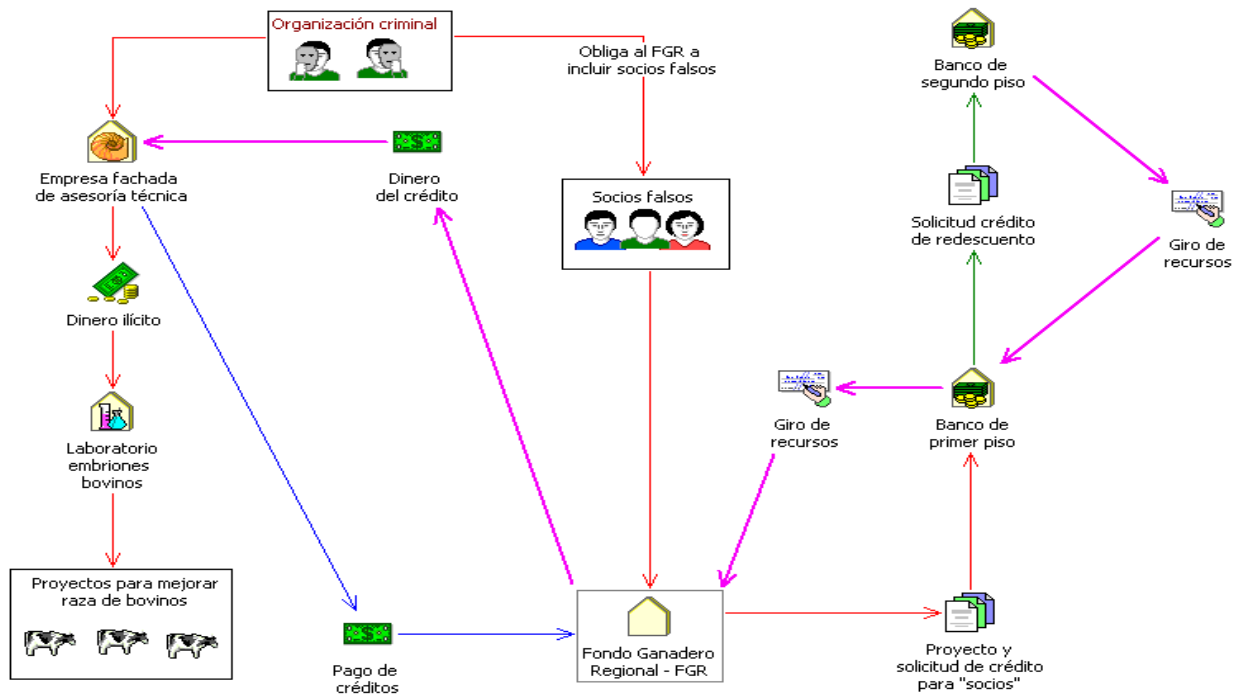 Organización criminal
Obliga al FGR a
incluir socios falsos
Banco de
segundo piso
Empresa fachada
de asesoría técnica
Dinero
del crédito
Socios falsos
Solicitud crédito
de redescuento
Giro de
recursos
Dinero ilícito
Laboratorio
embriones
bovinos
Giro de
recursos
Banco de
primer piso
Proyectos para mejorar
raza de bovinos
Pago de
créditos
Fondo Ganadero
Regional - FGR
Proyecto y
solicitud de crédito
para "socios"